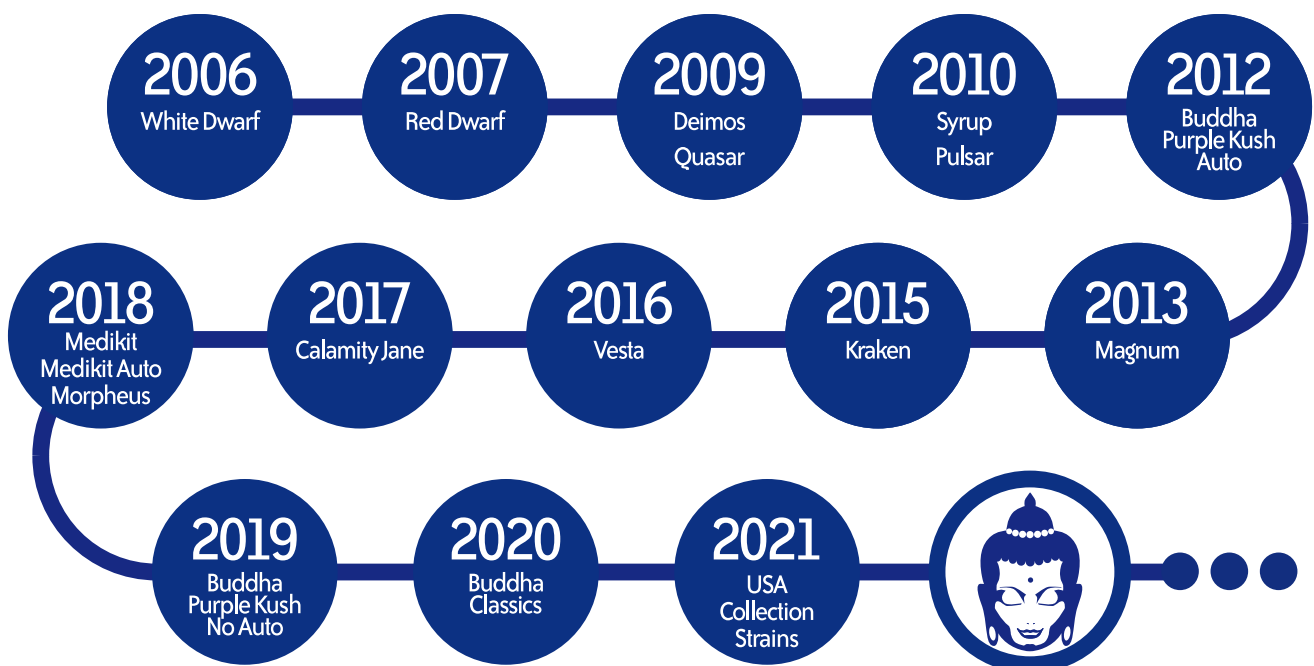 2006
White Dwarf
2007
Red Dwarf
2009
Deimos
Quasar
2010
Syrup
Pulsar
2012
Buddha
Purple Kush
Auto
2013
Magnum
2015
Kraken
2016
Vesta
2017
Calamity Jane
2018
Medikit
Medikit Auto
Morpheus
2019
Buddha
Purple Kush
No Auto
2020
Buddha
Classics
2021
USA
Collection
Strains